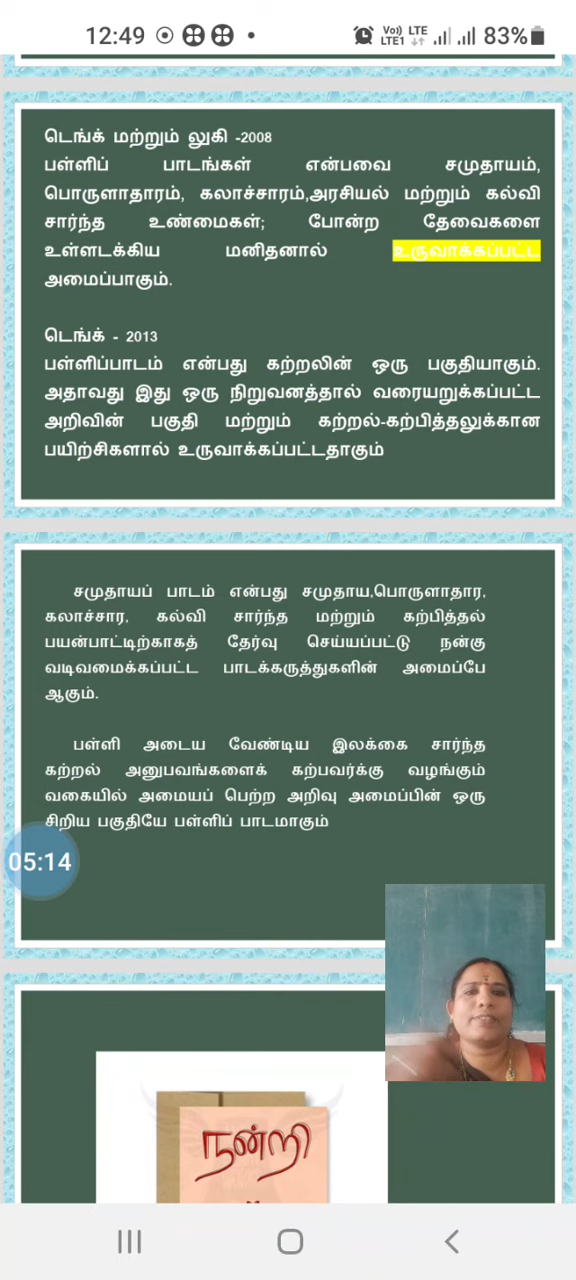 12:49
Vo)) LTE
LTE1
83%
டெங்க் மற்றும் லுகி -2008
பள்ளிப் பாடங்கள் என்பவை சமுதாயம்,
பொருளாதாரம், கலாச்சாரம்,அரசியல் மற்றும் கல்வி
சார்ந்த உண்மைகள்; போன்ற தேவைகளை
உள்ளடக்கிய மனிதனால் உருவாக்கப்பட்ட
அமைப்பாகும்.
டெங்க் - 2013
பள்ளிப்பாடம் என்பது கற்றலின் ஒரு பகுதியாகும்.
அதாவது இது ஒரு நிறுவனத்தால் வரையறுக்கப்பட்ட
அறிவின் பகுதி மற்றும் கற்றல்-கற்பித்தலுக்கான
பயிற்சிகளால் உருவாக்கப்பட்டதாகும்
சமுதாயப் பாடம் என்பது சமுதாய,பொருளாதார,
கலாச்சார, கல்வி சார்ந்த மற்றும் கற்பித்தல்
பயன்பாட்டிற்காகத் தேர்வு செய்யப்பட்டு நன்கு
வடிவமைக்கப்பட்ட பாடக்கருத்துகளின் அமைப்பே
ஆகும்.
பள்ளி அடைய வேண்டிய இலக்கை சார்ந்த
கற்றல் அனுபவங்களைக் கற்பவர்க்கு வழங்கும்
வகையில் அமையப் பெற்ற அறிவு அமைப்பின் ஒரு
சிறிய பகுதியே பள்ளிப் பாடமாகும்
05:14
நன்றி